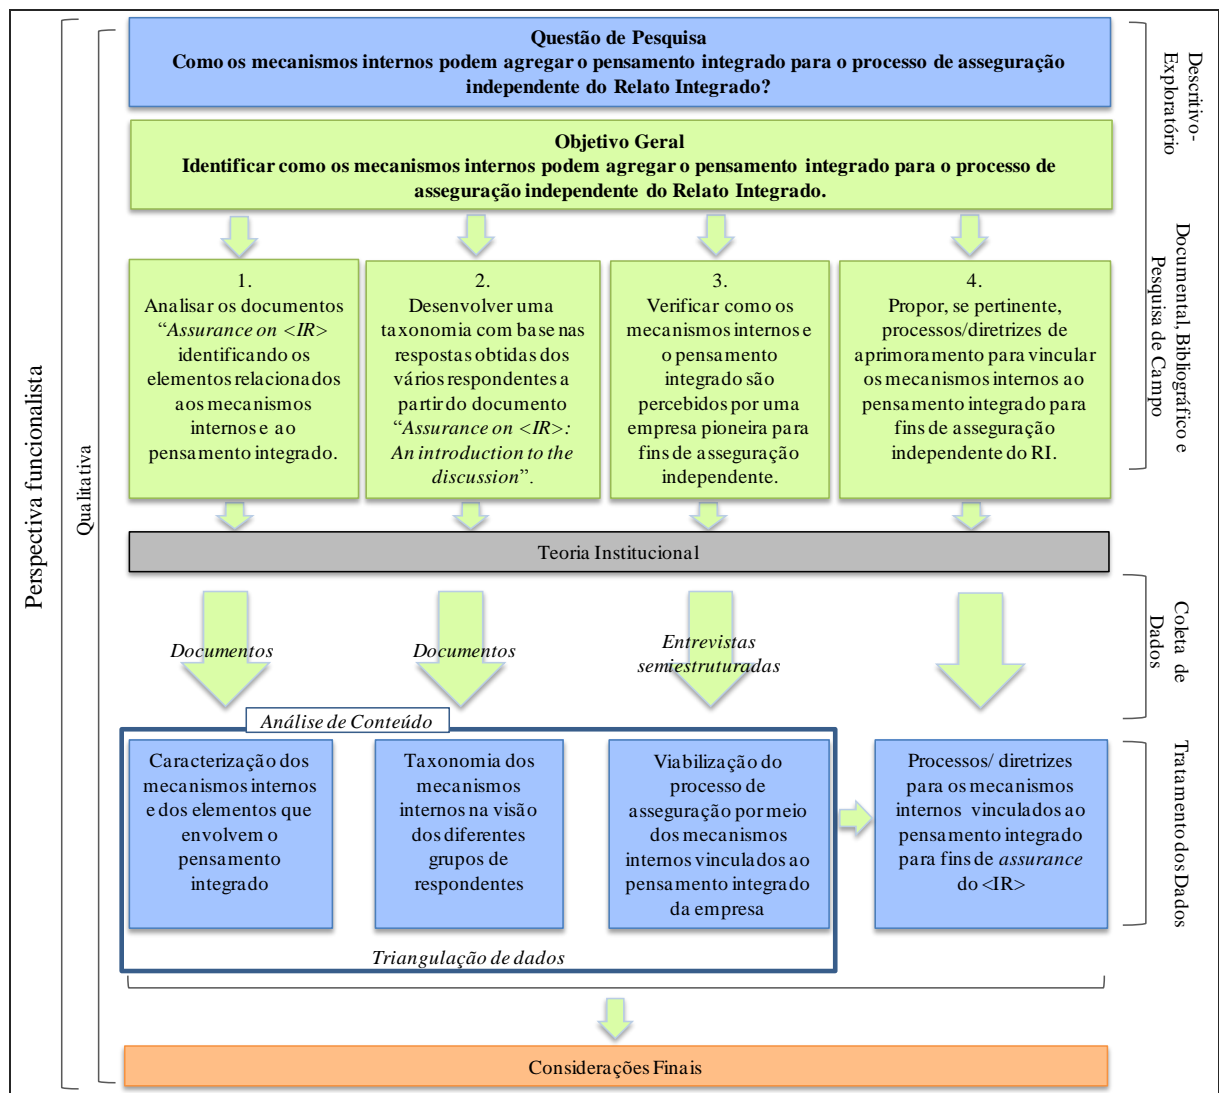 Questão de Pesquisa
Como os mecanismos internos podem agregar o pensamento integrado para o processo de asseguração
independente do Relato Integrado?
Descritivo-
Exploratório
Objetivo Geral
Identificar como os mecanismos internos podem agregar o pensamento integrado para o processo de
asseguração independente do Relato Integrado.
1.
Analisar os documentos
“Assurance on <IR>
identificando os
elementos relacionados
aos mecanismos
internos e ao
pensamento integrado.
2.
Desenvolver uma
taxonomia com base nas
respostas obtidas dos
vários respondentes a
partir do documento
“Assurance on <IR>:
An introduction to the
discussion”.
3.
Verificar como os
mecanismos internos e
o pensamento
integrado são
percebidos por uma
empresa pioneira para
fins de asseguração
independente.
4.
Propor, se pertinente,
processos/diretrizes de
aprimoramento para vincular
os mecanismos internos ao
pensamento integrado para
fins de asseguração
independente do RI.
Documental, Bibliográfico e
Pesquisa de Campo
Perspectiva funcionalista
Qualitativa
Teoria Institucional
Documentos
Documentos
Entrevistas
semiestruturadas
Coleta de
Dados
Análise de Conteúdo
Caracterização dos
mecanismos internos
e dos elementos que
envolvem o
pensamento
integrado
Taxonomia dos
mecanismos
internos na visão
dos diferentes
grupos de
respondentes
Viabilização do
processo de
asseguração por meio
dos mecanismos
internos vinculados ao
pensamento integrado
da empresa
Processos/ diretrizes
para os mecanismos
internos vinculados ao
pensamento integrado
para fins de assurance
do <IR>
Tratamento dos Dados
Triangulação de dados
Considerações Finais